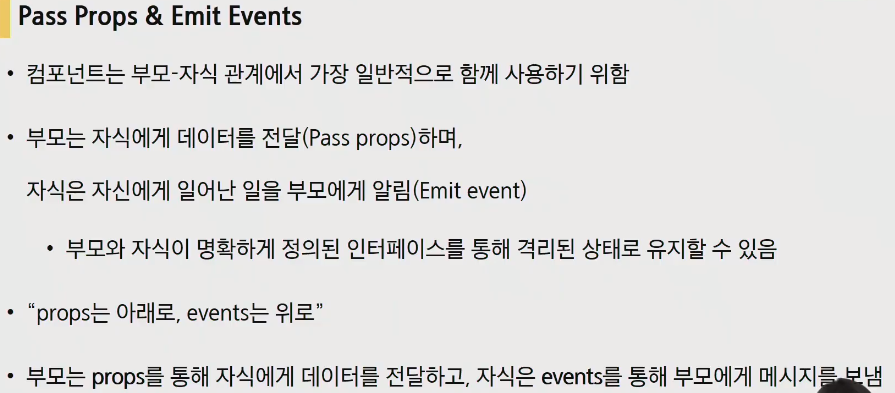 Pass Props & Emit Events
• 컴포넌트는 부모-자식 관계에서 가장 일반적으로 함께 사용하기 위함
• 부모는 자식에게 데이터를 전달(Pass props)하며,
자식은 자신에게 일어난 일을 부모에게 알림(Emit event)
• 부모와 자식이 명확하게 정의된 인터페이스를 통해 격리된 상태로 유지할 수 있음
• “props는 아래로, events는 위로”
• 부모는 props를 통해 자식에게 데이터를 전달하고, 자식은 events를 통해 부모에게 메시지를 보냄